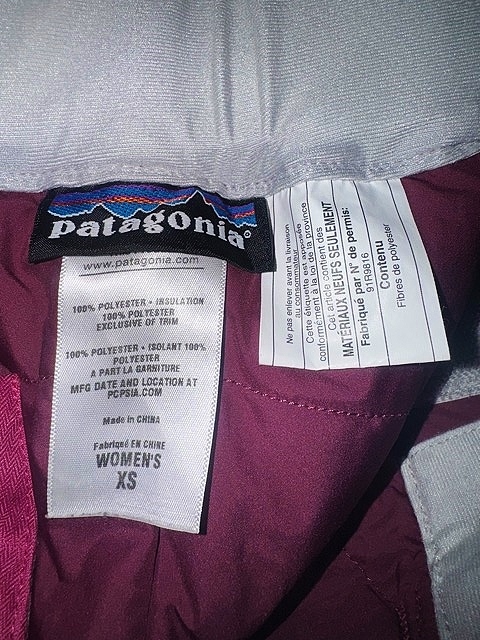 patagonia®
www.patagonia.com
100% POLYESTER • INSULATION
100% POLYESTER
EXCLUSIVE OF TRIM
100% POLYESTER • ISOLANT 100%
POLYESTER
A PART LA GARNITURE
MFG DATE AND LOCATION AT
PCPSIA.COM
Made in CHINA
Fabriqué EN CHINE
WOMEN'S
XS
Ne pas enlever avant la livraison
au consommateur
Cette étiquette est apposée
conformément à la loi de la province
Cet article contient des
MATÉRIAUX NEUFS SEULEMENT
Fabriqué par N° de permis:
91R9816
Contenu
Fibres de polyester